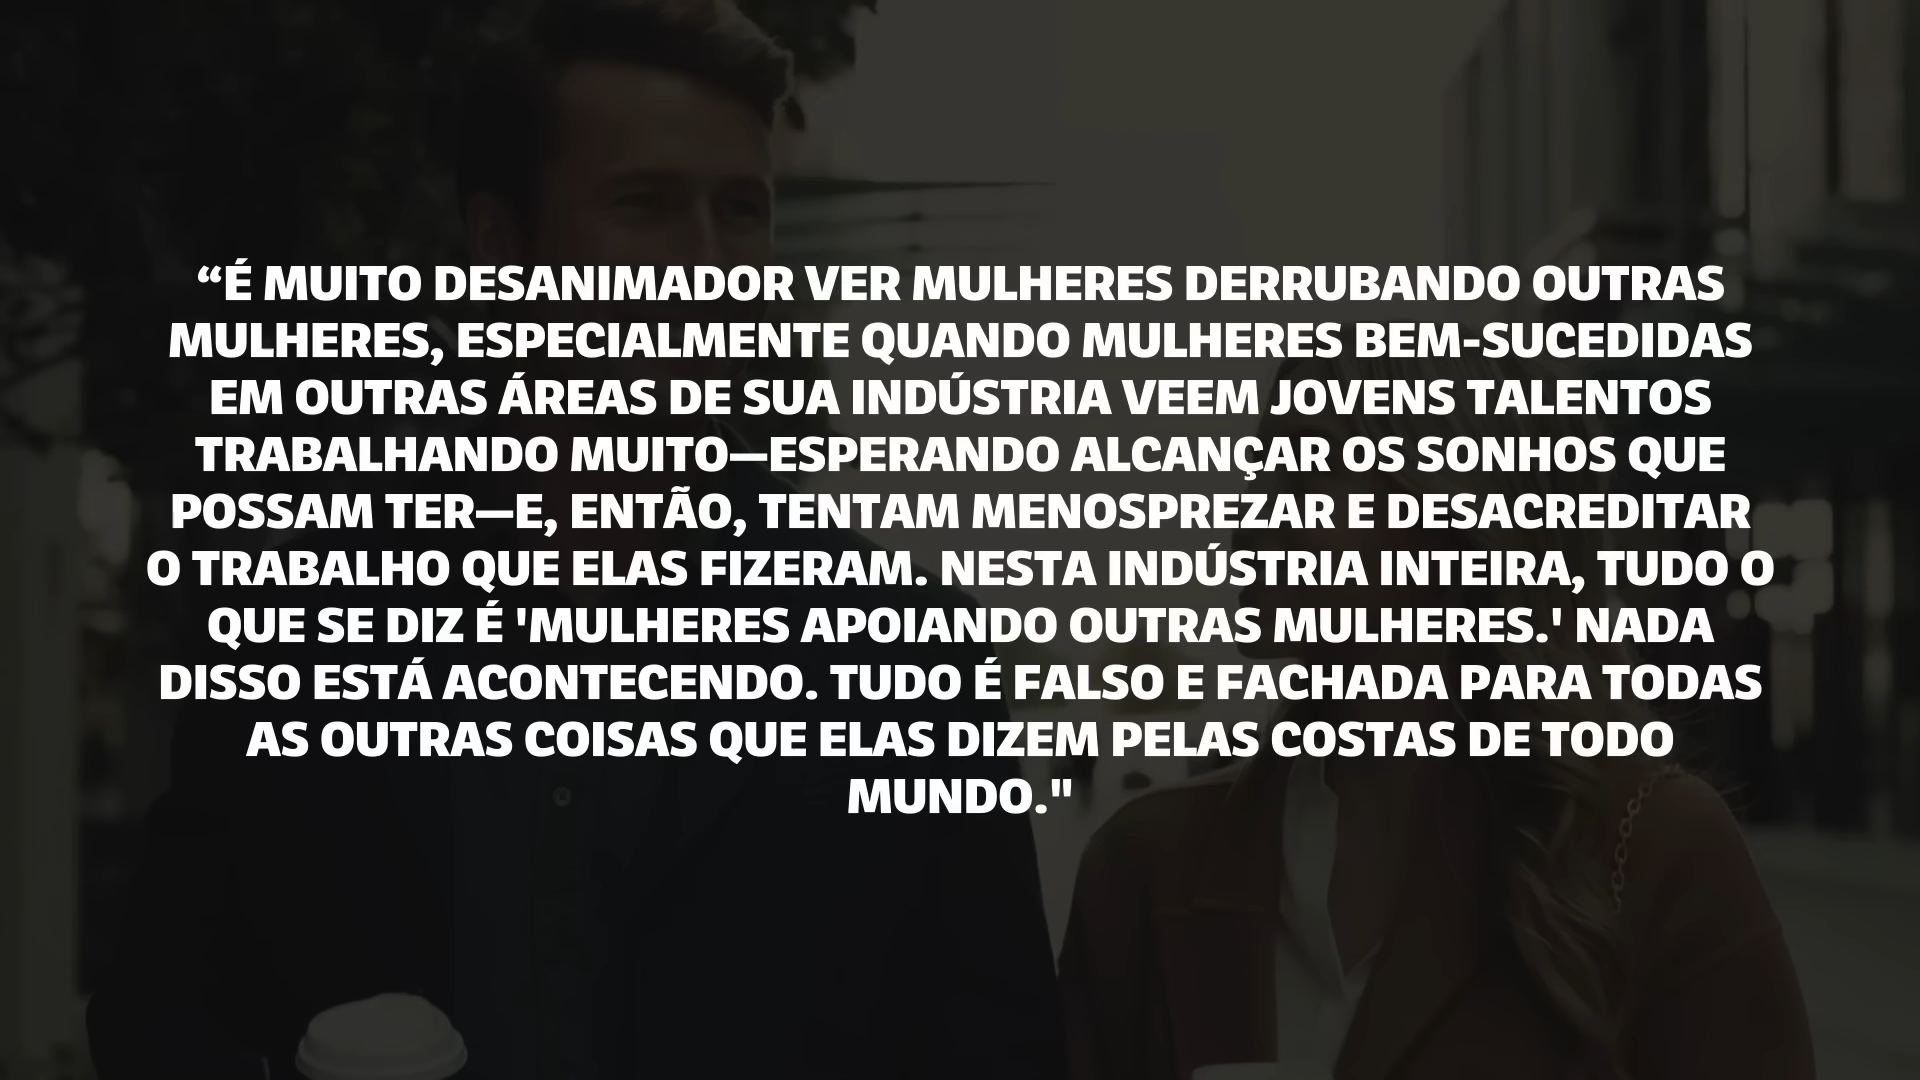 “É MUITO DESANIMADOR VER MULHERES DERRUBANDO OUTRAS
MULHERES, ESPECIALMENTE QUANDO MULHERES BEM-SUCEDIDAS
EM OUTRAS ÁREAS DE SUA INDÚSTRIA VEEM JOVENS TALENTOS
TRABALHANDO MUITO—ESPERANDO ALCANÇAR OS SONHOS QUE
POSSAM TER—E, ENTÃO, TENTAM MENOSPREZAR E DESACREDITAR
O TRABALHO QUE ELAS FIZERAM. NESTA INDÚSTRIA INTEIRA, TUDO O
QUE SE DIZ É 'MULHERES APOIANDO OUTRAS MULHERES.' NADA
DISSO ESTÁ ACONTECENDO. TUDO É FALSO E FACHADA PARA TODAS
AS OUTRAS COISAS QUE ELAS DIZEM PELAS COSTAS DE TODO
MUNDO."